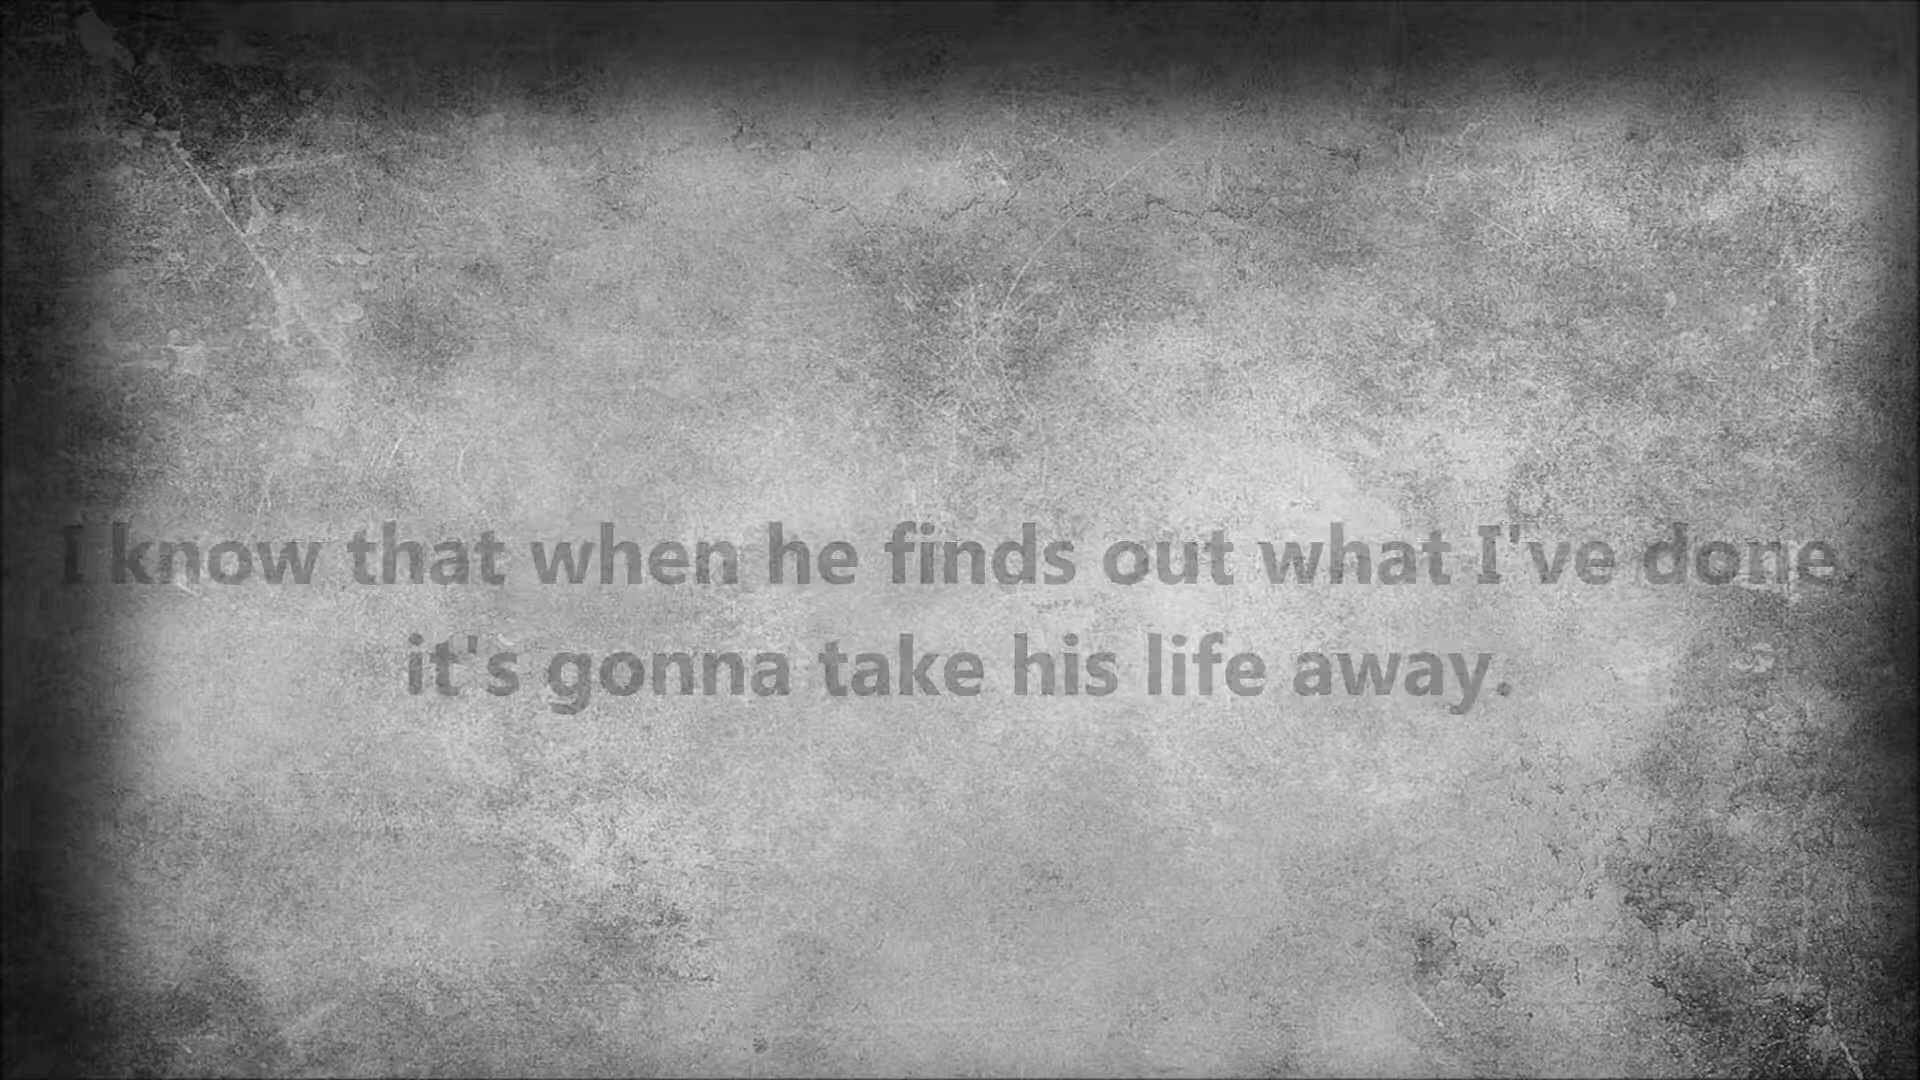 I know that when he finds out what I've done
it's gonna take his life away.